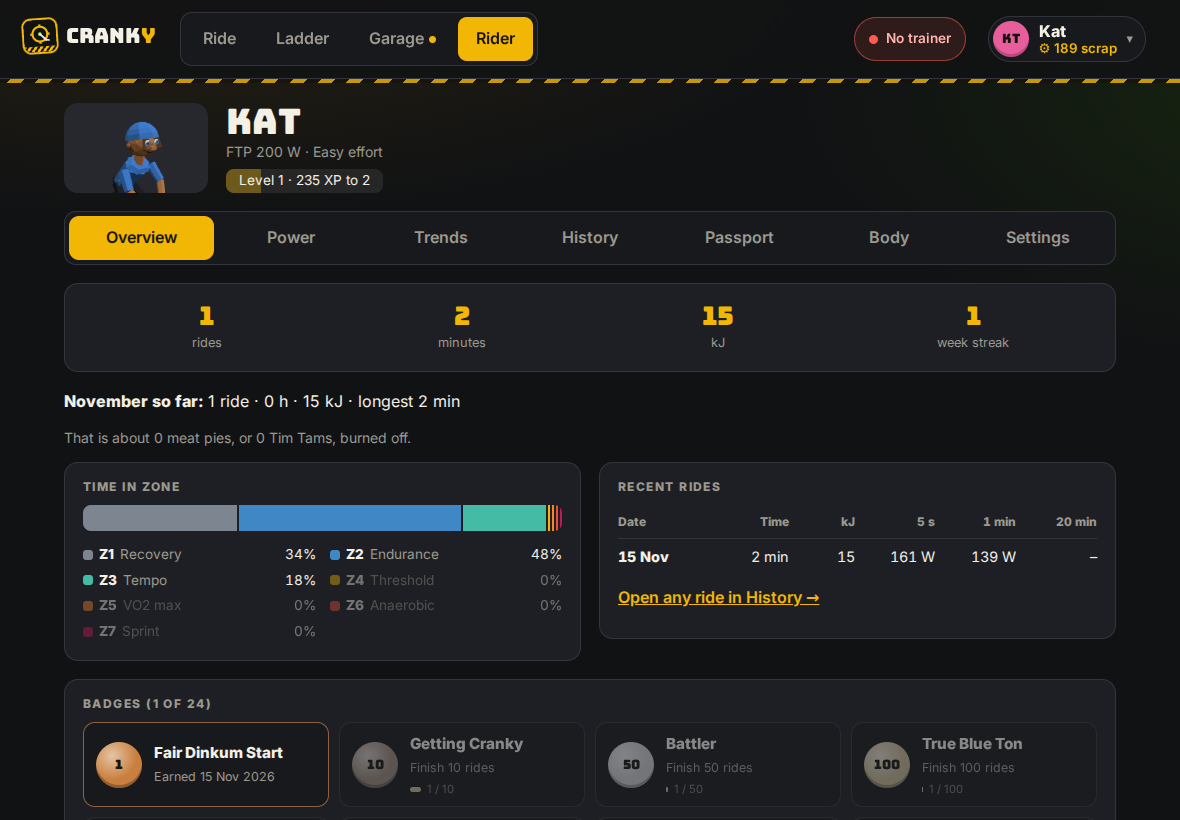 CRANKY
Ride
Ladder
Garage
Rider
No trainer
KT
Kat
⚙ 189 scrap ▾
KAT
FTP 200 W · Easy effort
Level 1 · 235 XP to 2
Overview
Power
Trends
History
Passport
Body
Settings
1
rides
2
minutes
15
kJ
1
week streak
November so far: 1 ride · 0 h · 15 kJ · longest 2 min
That is about 0 meat pies, or 0 Tim Tams, burned off.
TIME IN ZONE
Z1 Recovery 34% Z2 Endurance 48%
Z3 Tempo 18% Z4 Threshold 0%
Z5 VO2 max 0% Z6 Anaerobic 0%
Z7 Sprint 0%
RECENT RIDES
Date Time kJ 5 s 1 min 20 min
15 Nov 2 min 15 161 W 139 W –
Open any ride in History →
BADGES (1 OF 24)
1
Fair Dinkum Start
Earned 15 Nov 2026
10
Getting Cranky
Finish 10 rides
1 / 10
50
Battler
Finish 50 rides
1 / 50
100
True Blue Ton
Finish 100 rides
1 / 100